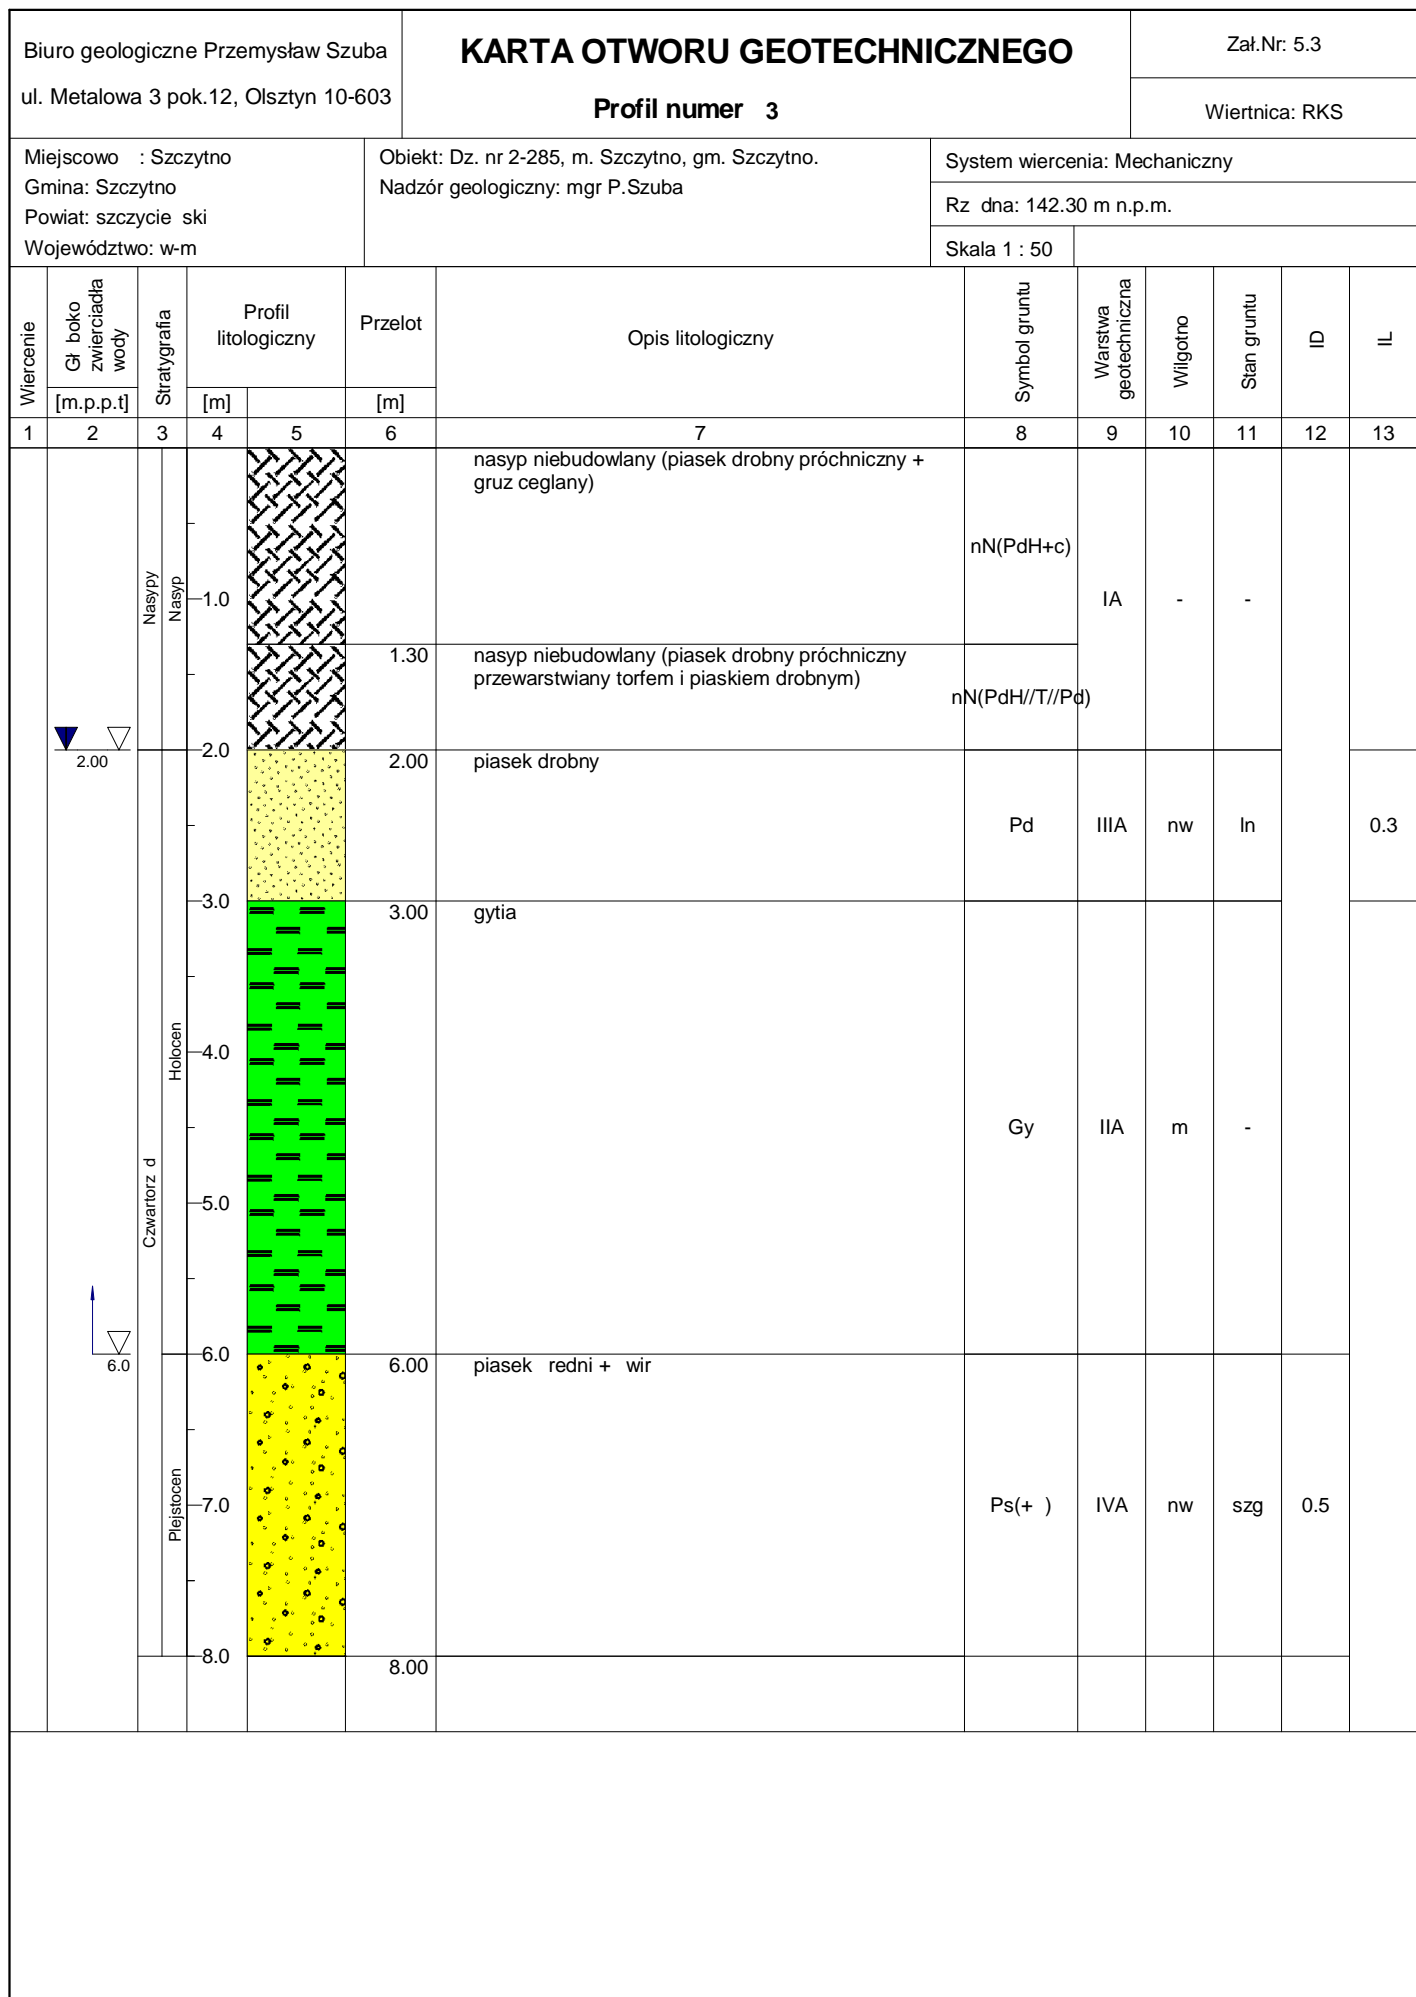 Biuro geologiczne Przemysław Szuba
ul. Metalowa 3 pok.12, Olsztyn 10-603
KARTA OTWORU GEOTECHNICZNEGO
Profil numer 3
Zał.Nr: 5.3
Wiertnica: RKS
Miejscowo : Szczytno
Gmina: Szczytno
Powiat: szczycie ski
Województwo: w-m
Obiekt: Dz. nr 2-285, m. Szczytno, gm. Szczytno.
Nadzór geologiczny: mgr P.Szuba
System wiercenia: Mechaniczny
Rz dna: 142.30 m n.p.m.
Skala 1 : 50
Wiercenie
Gł boko
zwierciadła
wody
[m.p.p.t]
Stratygrafia
Profil
litologiczny
[m]
Przelot
[m]
Opis litologiczny
Symbol gruntu
Warstwa
geotechniczna
Wilgotno
Stan gruntu
ID
IL
1 2 3 4 5 6 7 8 9 10 11 12 13
nasyp niebudowlany (piasek drobny próchniczny +
gruz ceglany)
nN(PdH+c)
Nasypy
Nasyp
1.0
IA - -
1.30
nasyp niebudowlany (piasek drobny próchniczny
przewarstwiany torfem i piaskiem drobnym)
nN(PdH//T//Pd)
2.00
2.0
2.00
piasek drobny
Pd IIIA nw ln 0.3
3.0
3.00
gytia
Holocen
4.0
Gy IIA m -
Czwartorz d
5.0
6.0
6.0
6.00
piasek redni + wir
Plejstocen
7.0
Ps(+ ) IVA nw szg 0.5
8.0
8.00